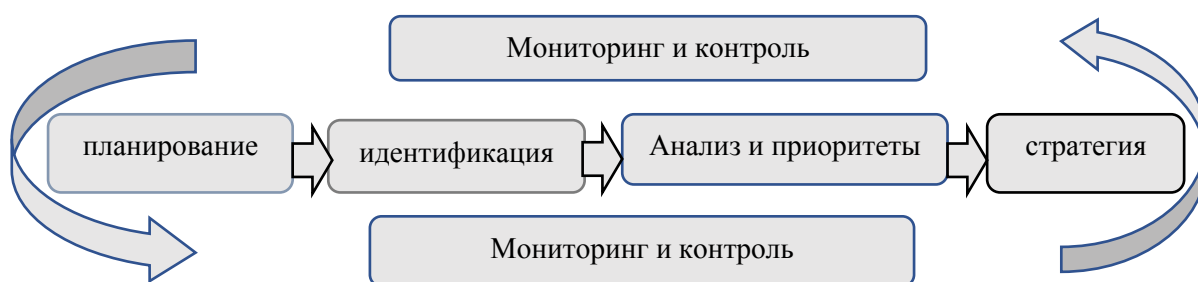 Мониторинг и контроль
планирование
идентификация
Анализ и приоритеты
стратегия
Мониторинг и контроль